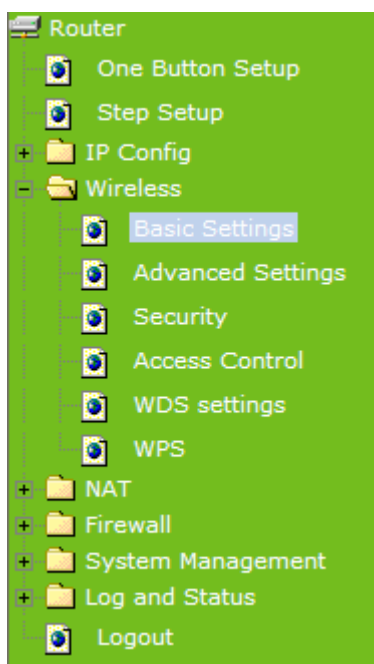 Router
One Button Setup
Step Setup
IP Config
Wireless
Basic Settings
Advanced Settings
Security
Access Control
WDS settings
WPS
NAT
Firewall
System Management
Log and Status
Logout